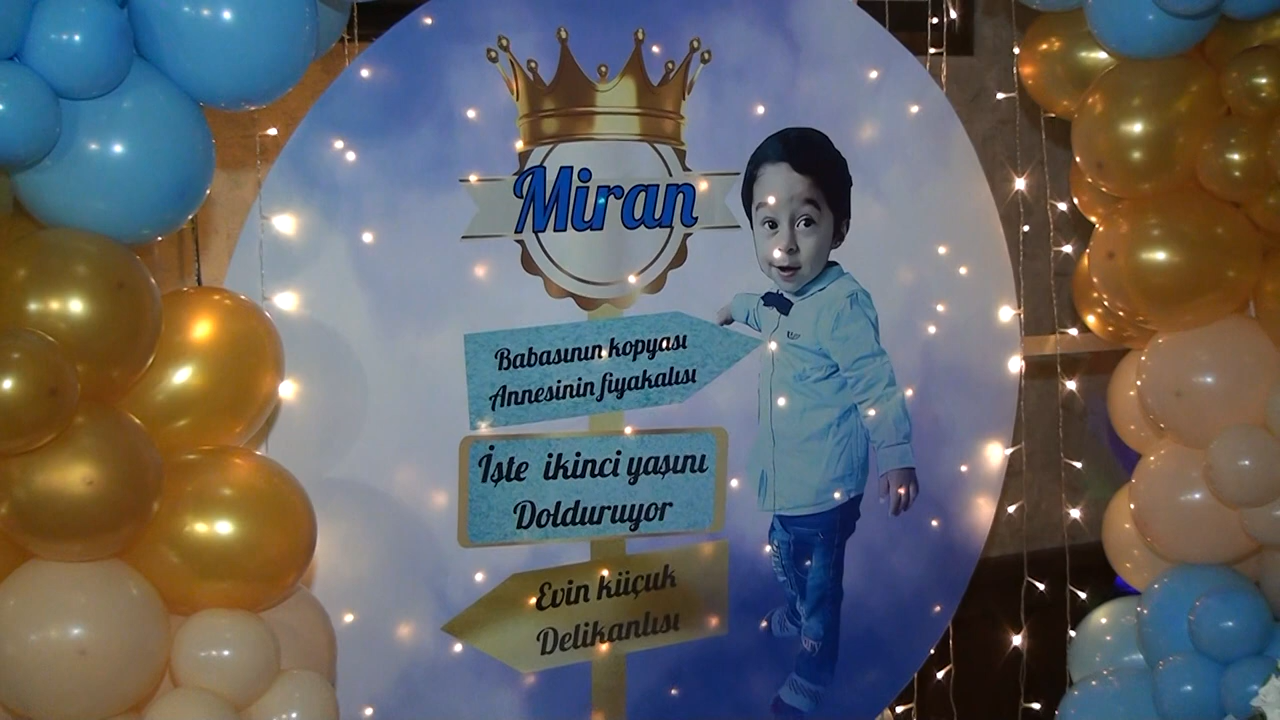 Miran
Babasının kopyası
Annesinin fiyakalısı
İşte ikinci yaşını
Dolduruyor
Evin küçük
Delikanlısı